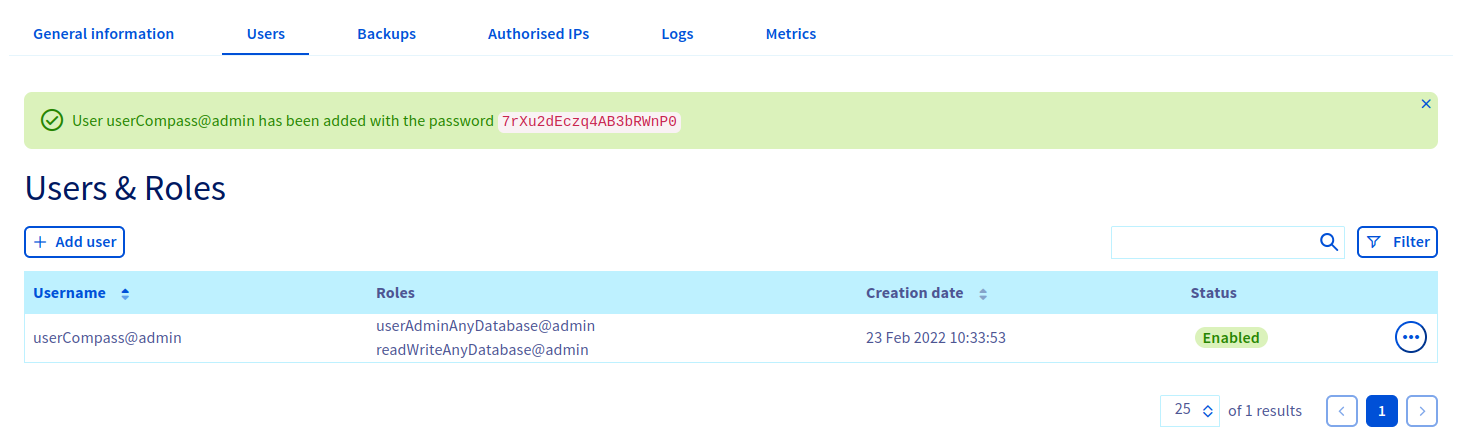 General information Users Backups Authorised IPs Logs Metrics
User userCompass@admin has been added with the password 7rXu2dEczq4AB3bRWnP0
Users & Roles
Add user Filter
Username Roles Creation date Status
userCompass@admin userAdminAnyDatabase@admin 23 Feb 2022 10:33:53 Enabled
readWriteAnyDatabase@admin
25 of 1 results 1